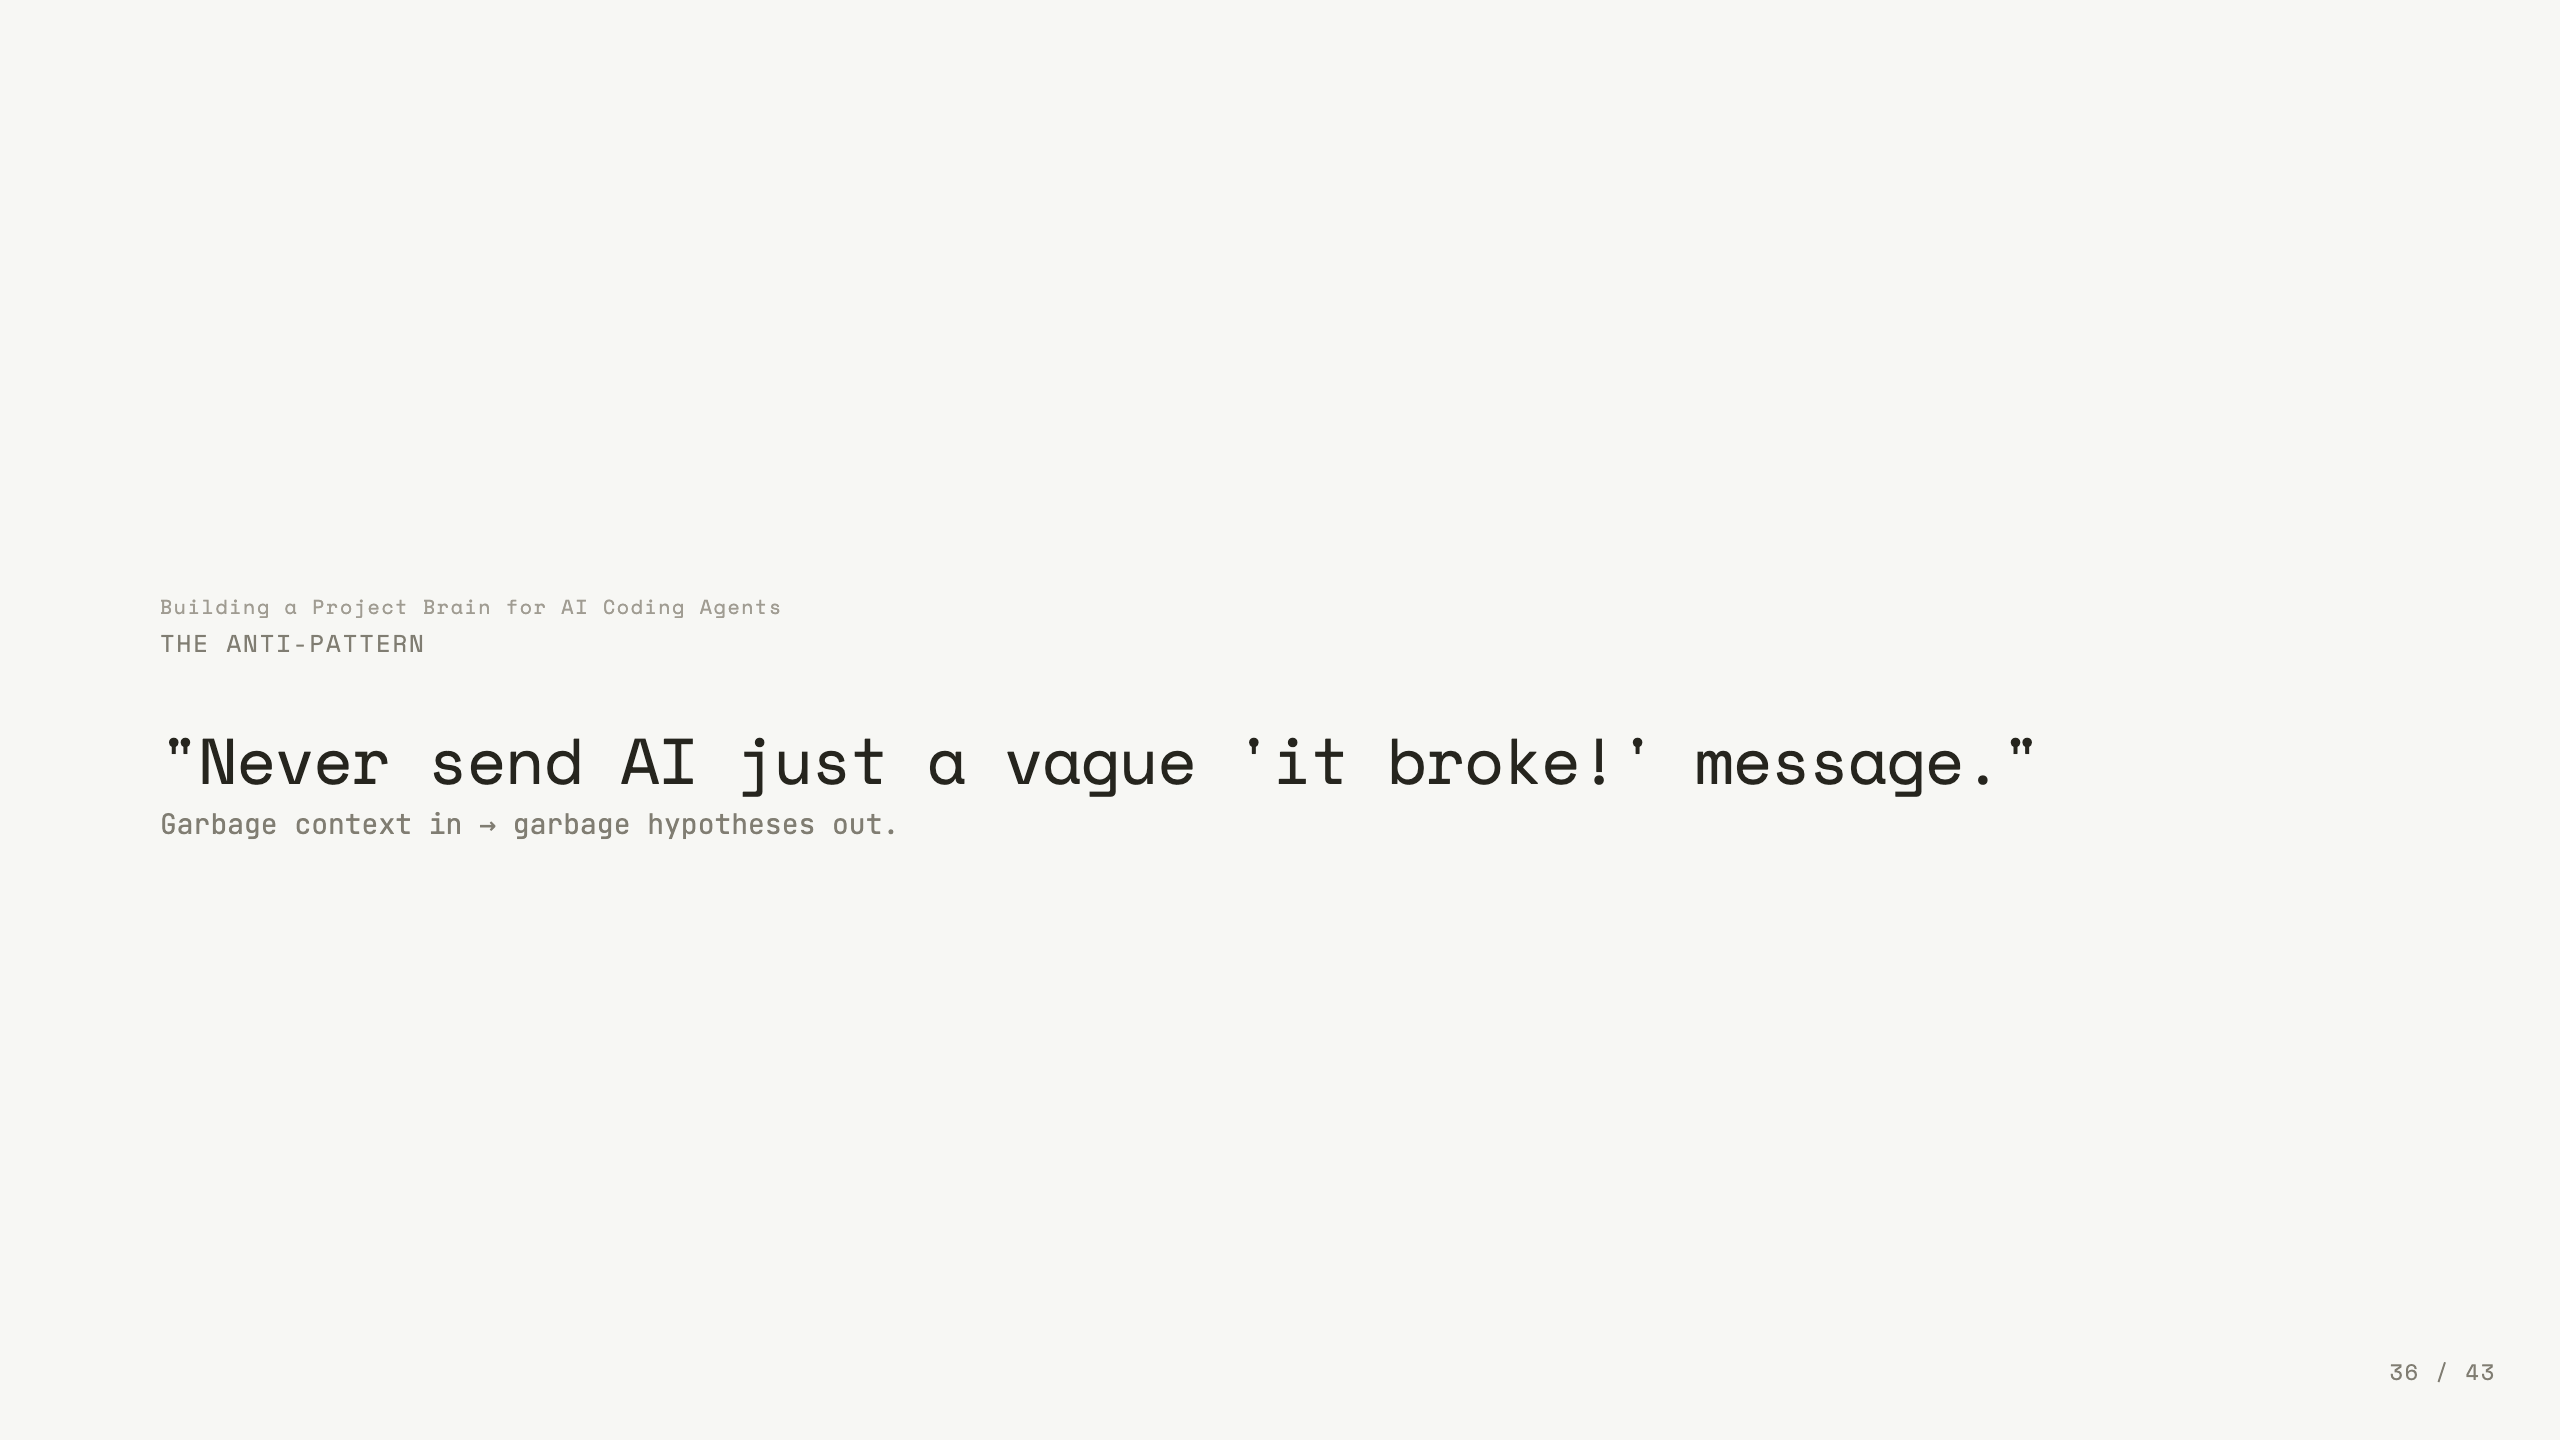 Building a Project Brain for AI Coding Agents
THE ANTI-PATTERN
"Never send AI just a vague 'it broke!' message."
Garbage context in → garbage hypotheses out.
36 / 43